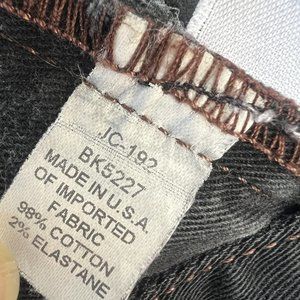 JC-192
BK5227
MADE IN U.S.A.
OF IMPORTED
FABRIC
98% COTTON
2% ELASTANE